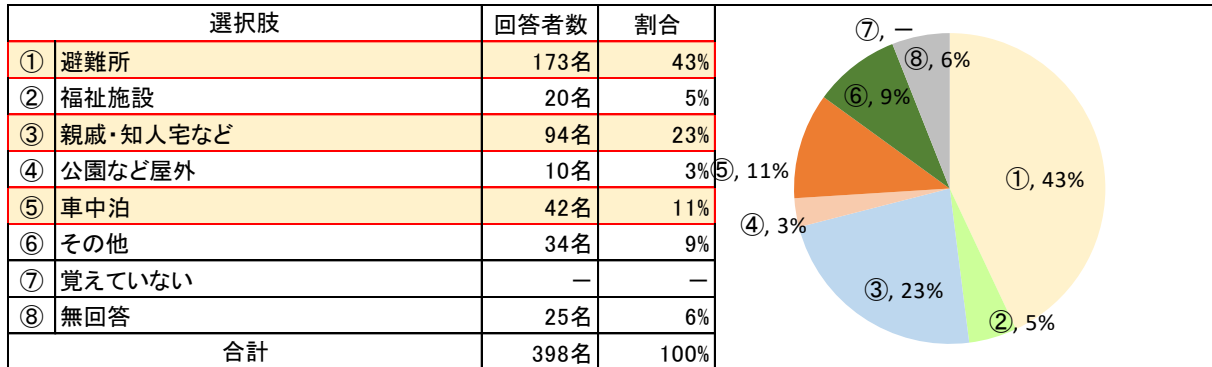 選択肢 回答者数 割合
① 避難所 173名 43%
② 福祉施設 20名 5%
③ 親戚・知人宅など 94名 23%
④ 公園など屋外 10名 3%
⑤ 車中泊 42名 11%
⑥ その他 34名 9%
⑦ 覚えていない － －
⑧ 無回答 25名 6%
合計 398名 100%
⑦, －
⑧, 6%
⑥, 9%
⑤, 11%
①, 43%
④, 3%
③, 23%
②, 5%